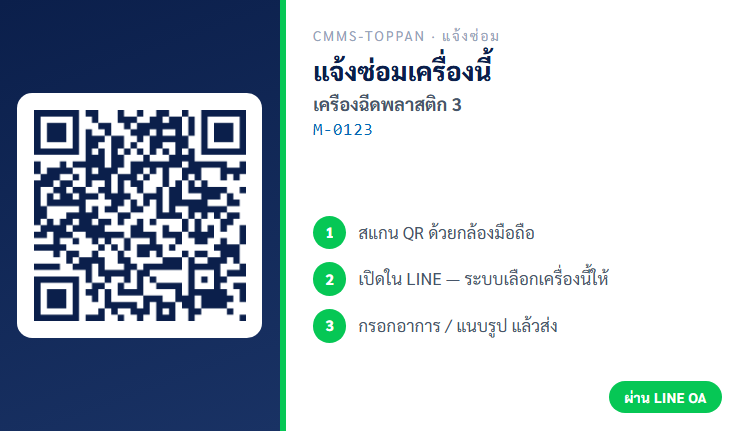 CMMS-TOPPAN · แจ้งซ่อม
แจ้งซ่อมเครื่องนี้
เครื่องฉีดพลาสติก 3
M-0123
1 สแกน QR ด้วยกล้องมือถือ
2 เปิดใน LINE — ระบบเลือกเครื่องนี้ให้
3 กรอกอาการ / แนบรูป แล้วส่ง
ผ่าน LINE OA